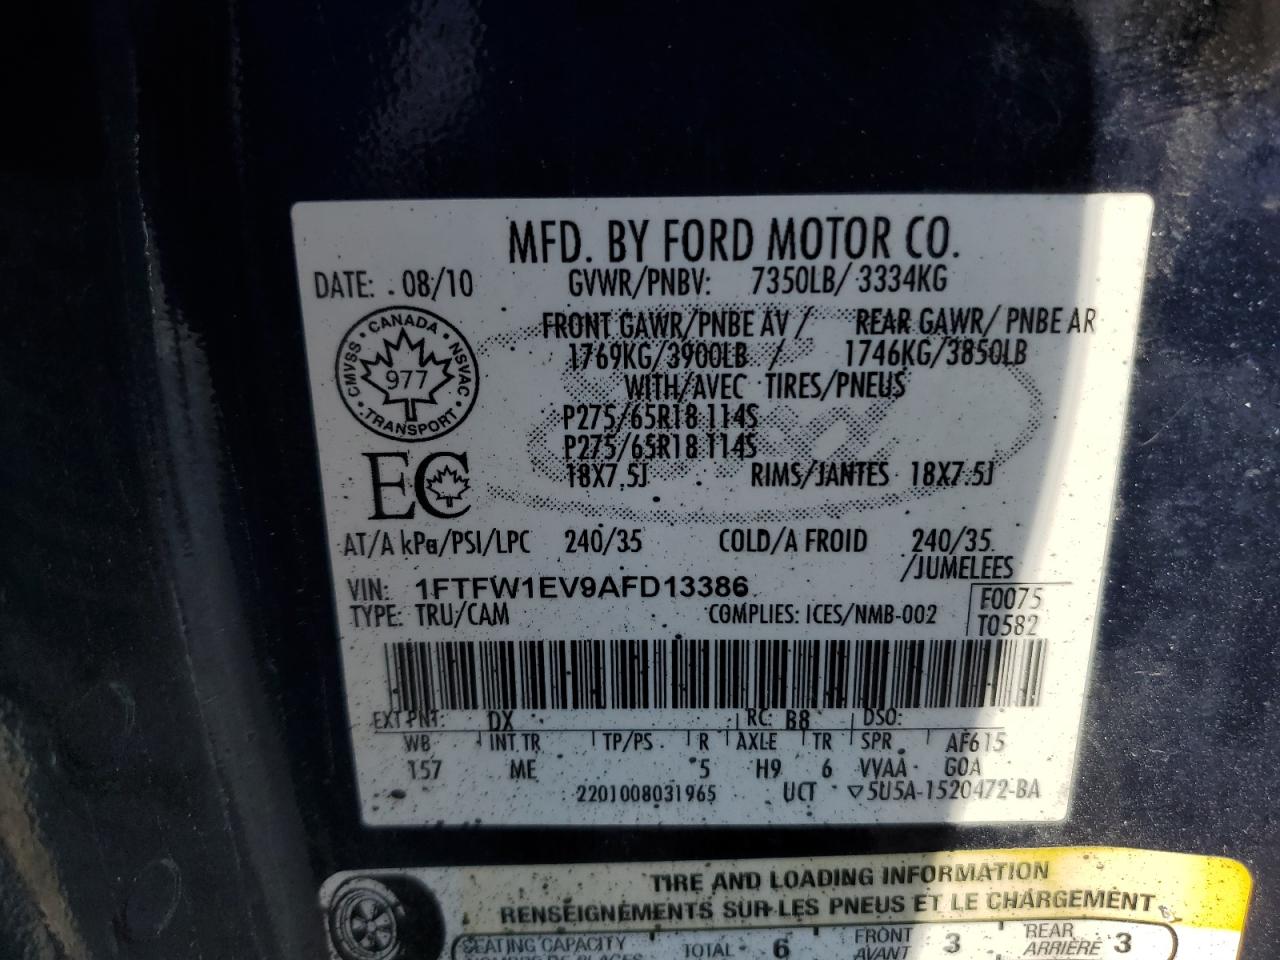 MFD. BY FORD MOTOR CO.
DATE: 08/10 GVWR/PNBV: 7350LB/ 3334KG
FRONT GAWR/PNBE AV / REAR GAWR/ PNBE AR
1769KG/3900LB / 1746KG/3850LB
WITH/AVEC TIRES/PNEUS
P275/65R18 114S
P275/65R18 114S
18X7.5J RIMS/JANTES 18X7.5J
CANADA CMVSS NSVAC TRANSPORT
977
EC
AT/A kPa/PSI/LPC 240/35 COLD/A FROID 240/35
/JUMELEES
VIN: 1FTFW1EV9AFD13386 F0075
TYPE: TRU/CAM COMPLIES: ICES/NMB-002 T0582
EXT PNT: DX RC: B8 DSO:
WB INT TR TP/PS R AXLE TR SPR AF615
157 ME 5 H9 6 VVAA GOA
2201008031965 UCT ▽5U5A-1520472-BA
TIRE AND LOADING INFORMATION
RENSEIGNEMENTS SUR LES PNEUS ET LE CHARGEMENT
SEATING CAPACITY TOTAL 6 FRONT 3 REAR 3
AVANT ARRIÈRE